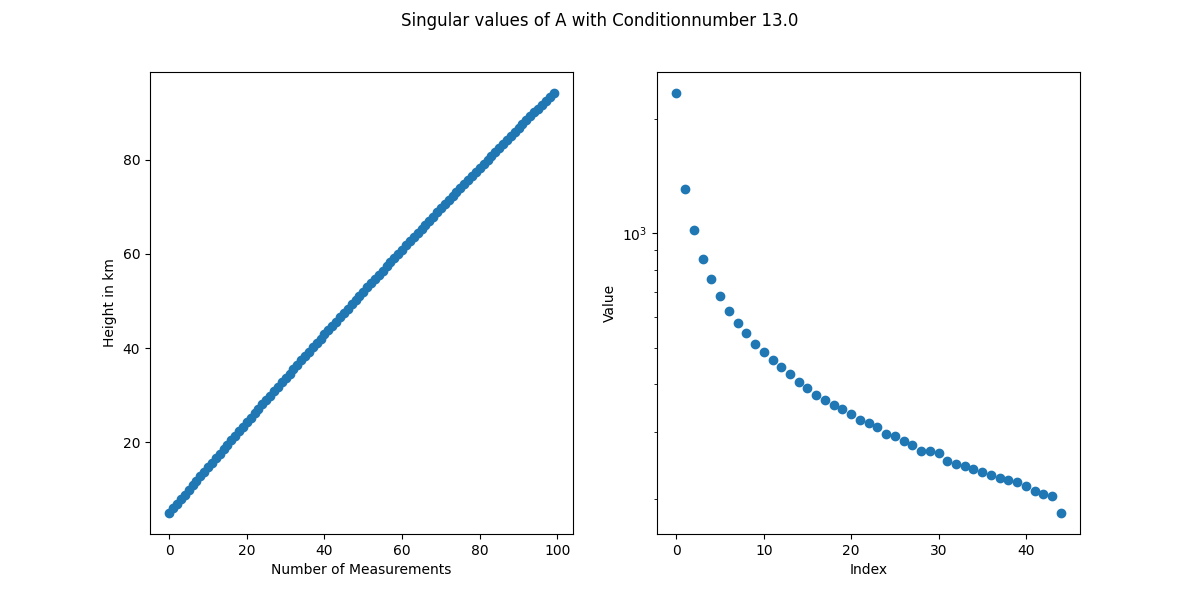 Singular values of A with Conditionnumber 13.0
Height in km
80
60
40
20
0 20 40 60 80 100
Number of Measurements
Value
10³
0 10 20 30 40
Index